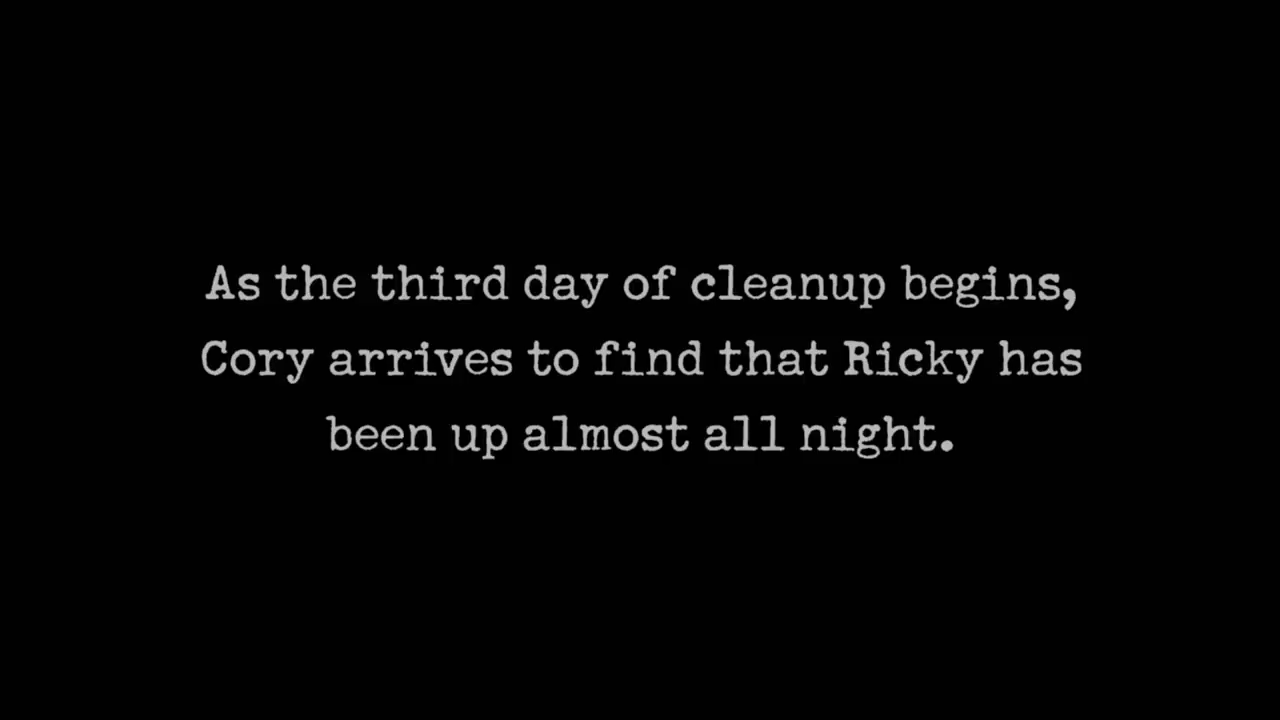 As the third day of cleanup begins,
Cory arrives to find that Ricky has
been up almost all night.